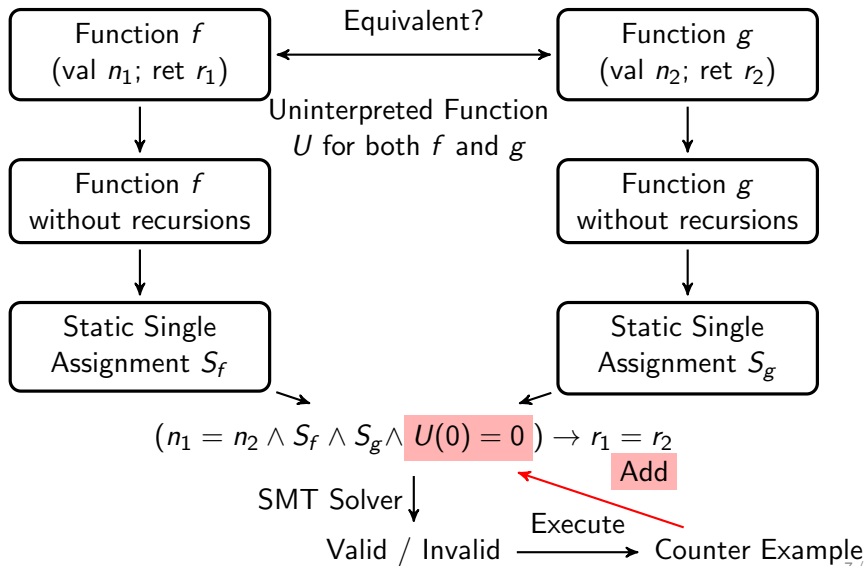 Function f
(val n₁; ret r₁)
Equivalent?
Function g
(val n₂; ret r₂)
Uninterpreted Function
U for both f and g
Function f
without recursions
Function g
without recursions
Static Single
Assignment S_f
Static Single
Assignment S_g
(n₁ = n₂ ∧ S_f ∧ S_g ∧ U(0) = 0 ) → r₁ = r₂
Add
SMT Solver
Execute
Valid / Invalid
Counter Example